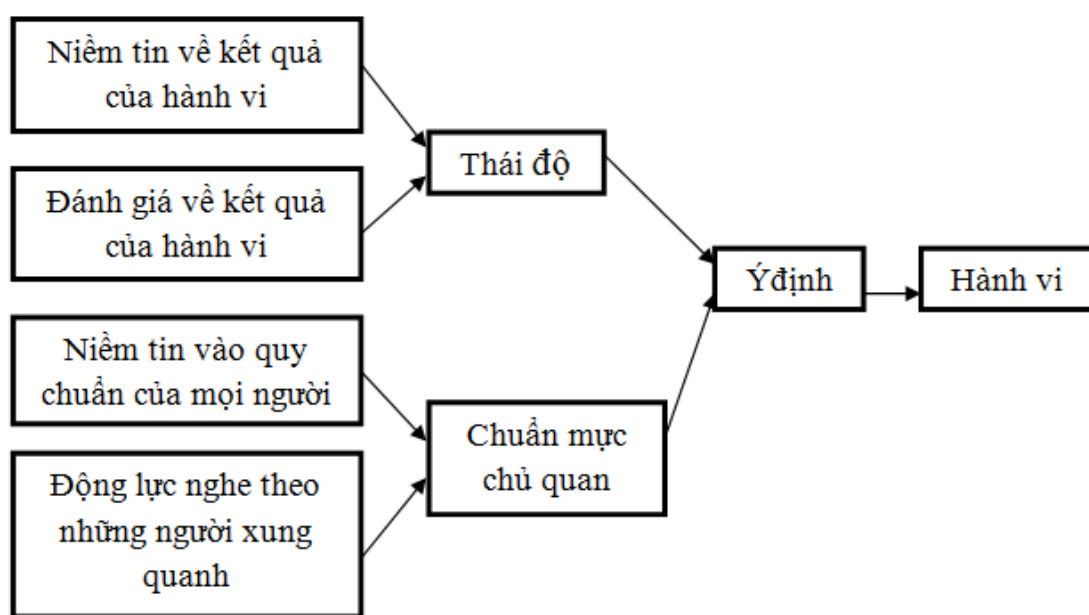 Niềm tin về kết quả
của hành vi
Đánh giá về kết quả
của hành vi
Niềm tin vào quy
chuẩn của mọi người
Động lực nghe theo
những người xung
quanh
Thái độ
Chuẩn mực
chủ quan
Ýđịnh
Hành vi